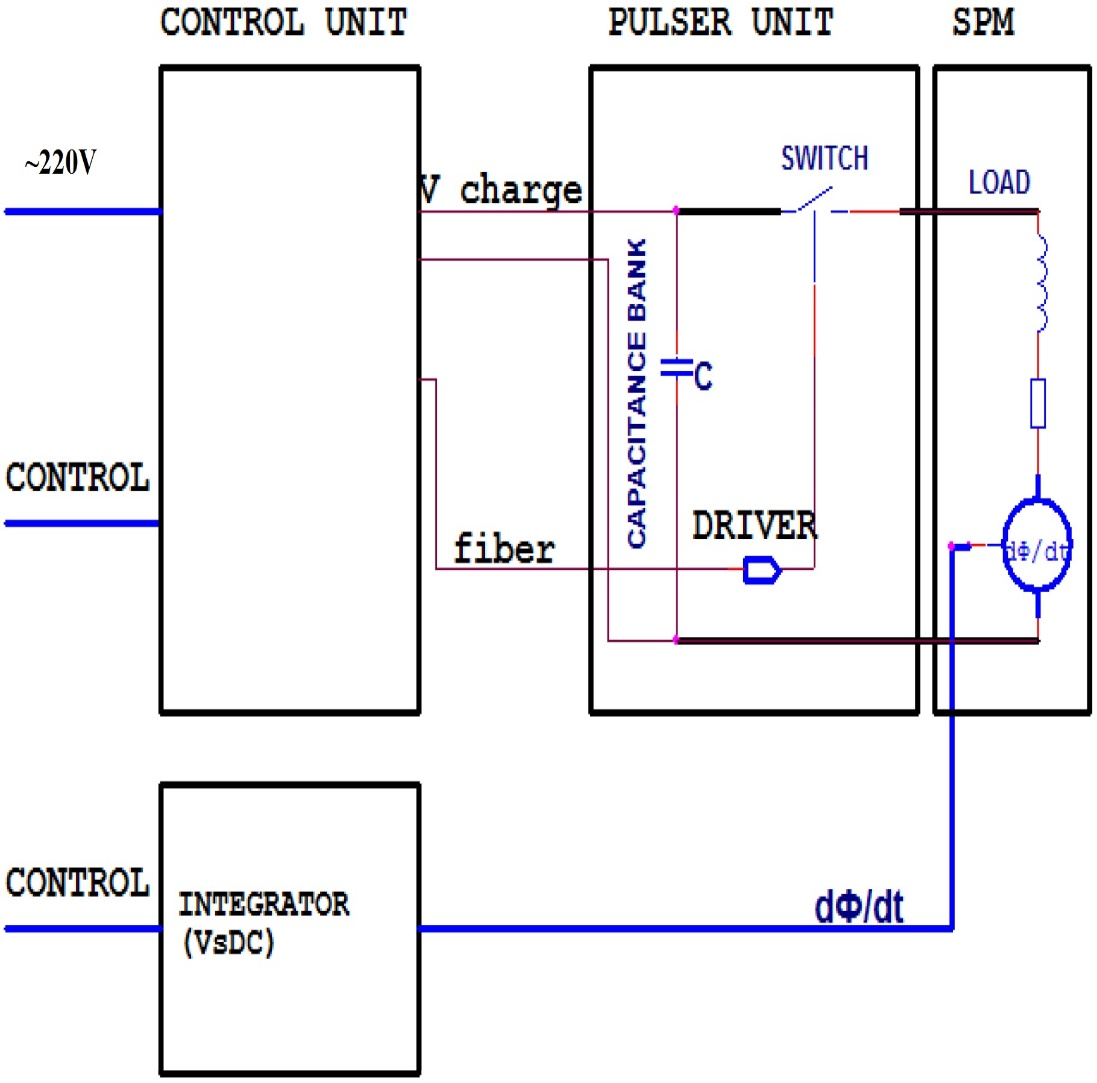 CONTROL UNIT
PULSER UNIT
SPM
~220V
V charge
SWITCH
LOAD
CAPACITANCE BANK
C
CONTROL
fiber
DRIVER
dΦ/dt
CONTROL
INTEGRATOR
(VsDC)
dΦ/dt